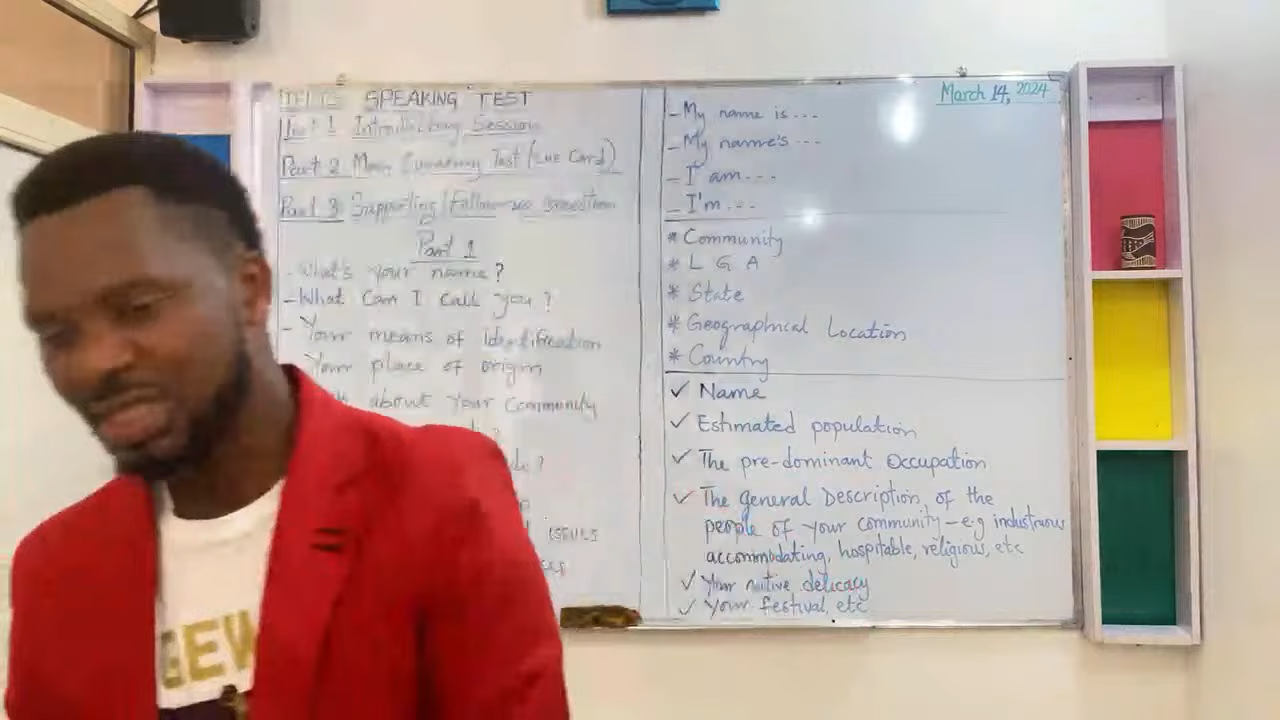 IELTS SPEAKING TEST
Part 1 Introductory Session
Part 2 Main Speaking Test (Cue Card)
Part 3 Supporting/Follow-up
Part 1
- What's your name?
- What Can I call you?
- Your means of Identification
Your place of origin
about Your Community
?
?
ISSUES
- My name is ...
- My name's ...
- I am ...
- I'm ...
* Community
* L G A
* State
* Geographical Location
* Country
✓ Name
✓ Estimated population
✓ The pre-dominant Occupation
✓ The general Description of the
people of your community - e.g industrious
accommodating, hospitable, religious, etc
✓ Your native delicacy
✓ Your festival, etc
March 14, 2024
GEW